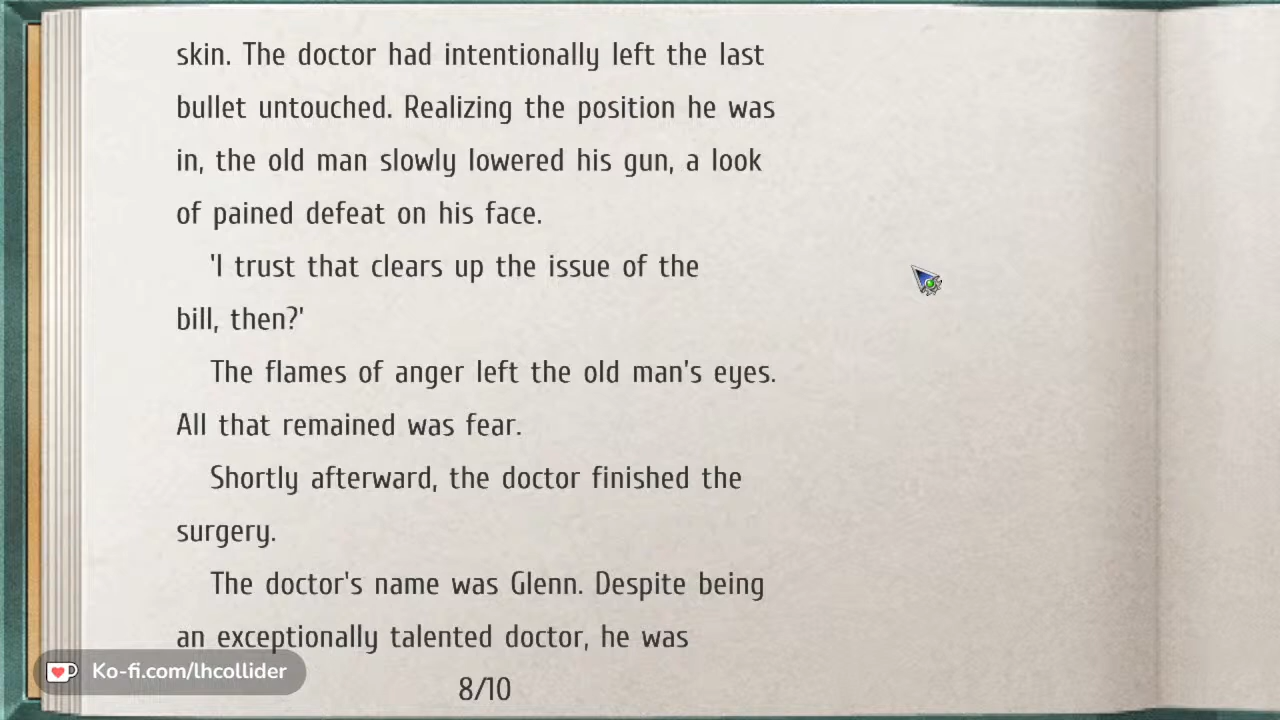 skin. The doctor had intentionally left the last
bullet untouched. Realizing the position he was
in, the old man slowly lowered his gun, a look
of pained defeat on his face.
'I trust that clears up the issue of the
bill, then?'
The flames of anger left the old man's eyes.
All that remained was fear.
Shortly afterward, the doctor finished the
surgery.
The doctor's name was Glenn. Despite being
an exceptionally talented doctor, he was
Ko-fi.com/lhcollider
8/10